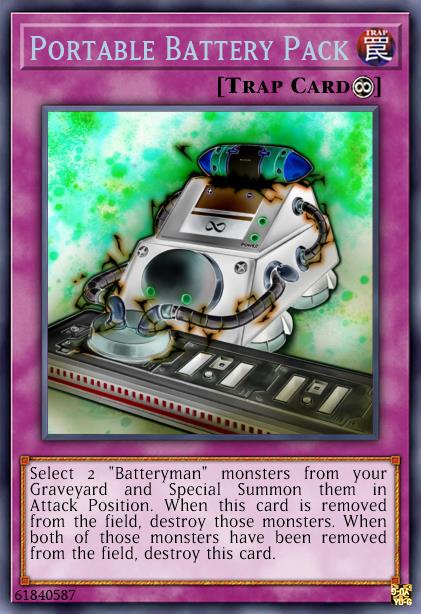 PORTABLE BATTERY PACK
TRAP
罠
[TRAP CARD∞]
∞
POWER
Select 2 "Batteryman" monsters from your
Graveyard and Special Summon them in
Attack Position. When this card is removed
from the field, destroy those monsters. When
both of those monsters have been removed
from the field, destroy this card.
61840587